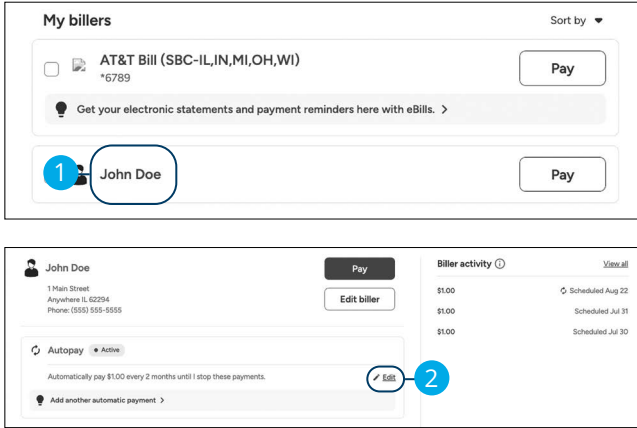 My billers
Sort by
AT&T Bill (SBC-IL,IN,MI,OH,WI)
*6789
Pay
Get your electronic statements and payment reminders here with eBills. >
1
John Doe
Pay
John Doe
Pay
1 Main Street
Anywhere IL 62294
Phone: (555) 555-5555
Edit biller
Autopay • Active
Automatically pay $1.00 every 2 months until I stop these payments.
Edit
2
Add another automatic payment >
Biller activity
View all
$1.00 Scheduled Aug 22
$1.00 Scheduled Jul 31
$1.00 Scheduled Jul 30